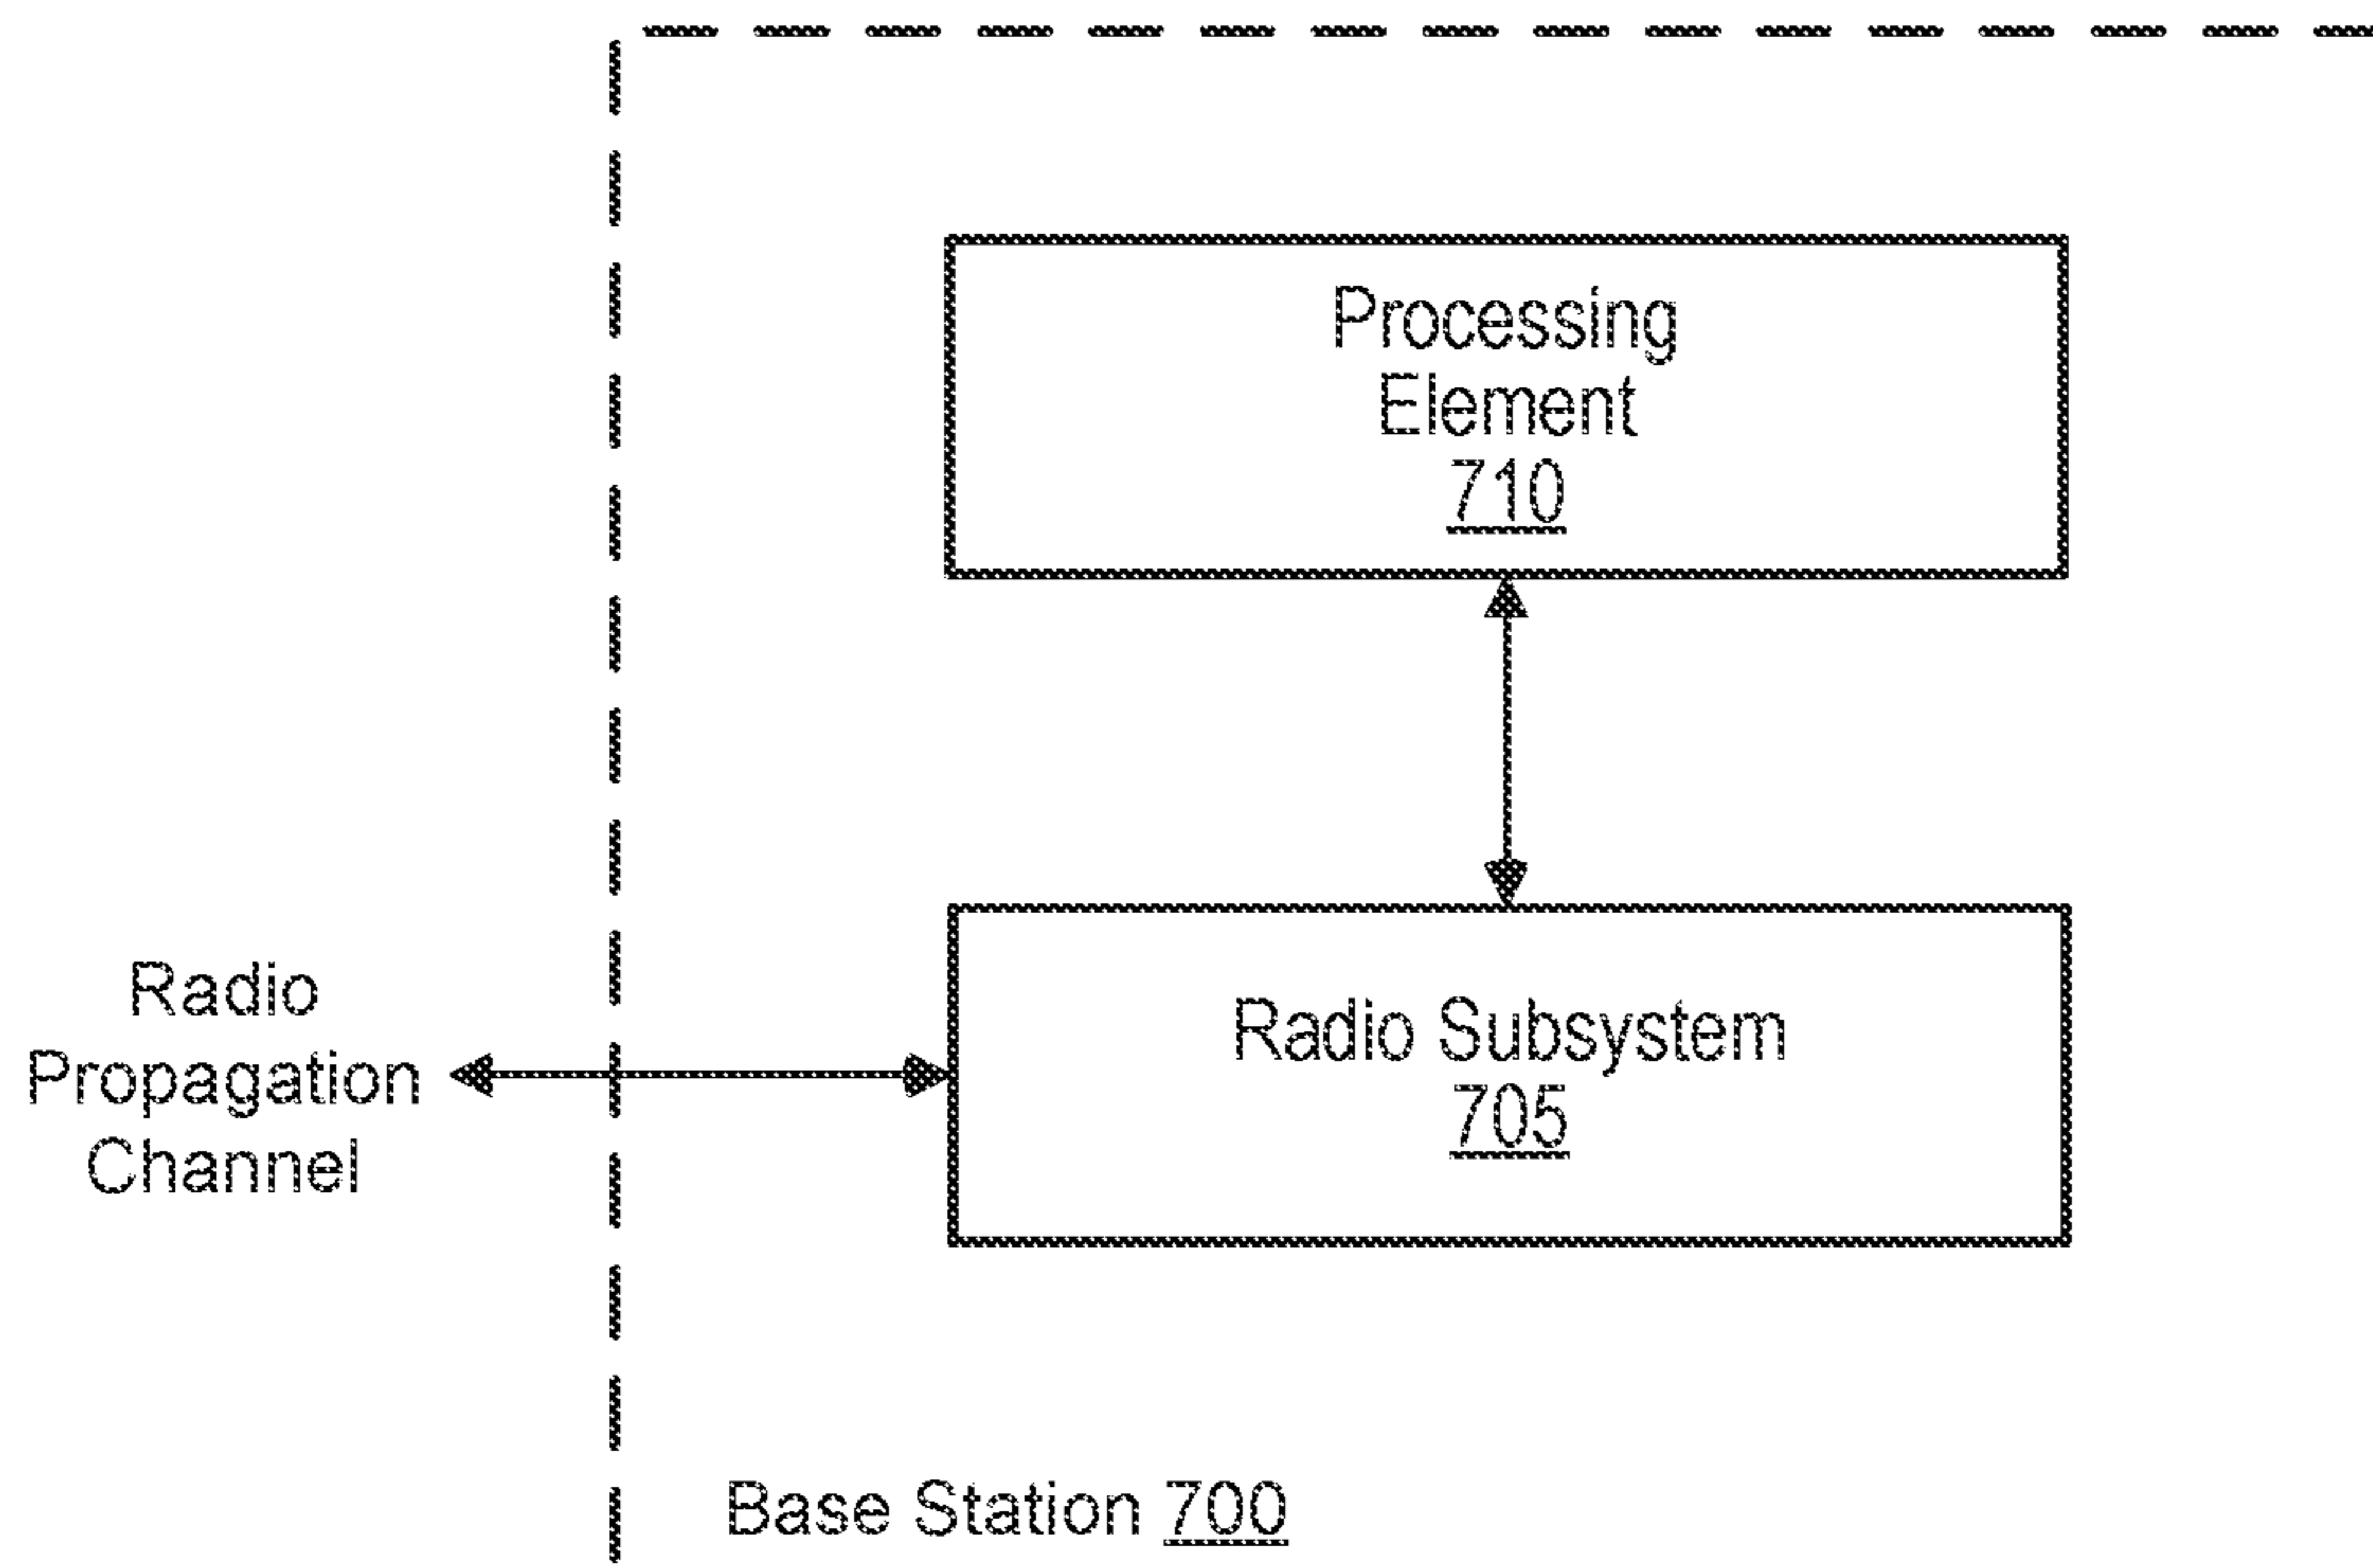 Processing
Element
710
Radio
Propagation
Channel
Radio Subsystem
705
Base Station 700